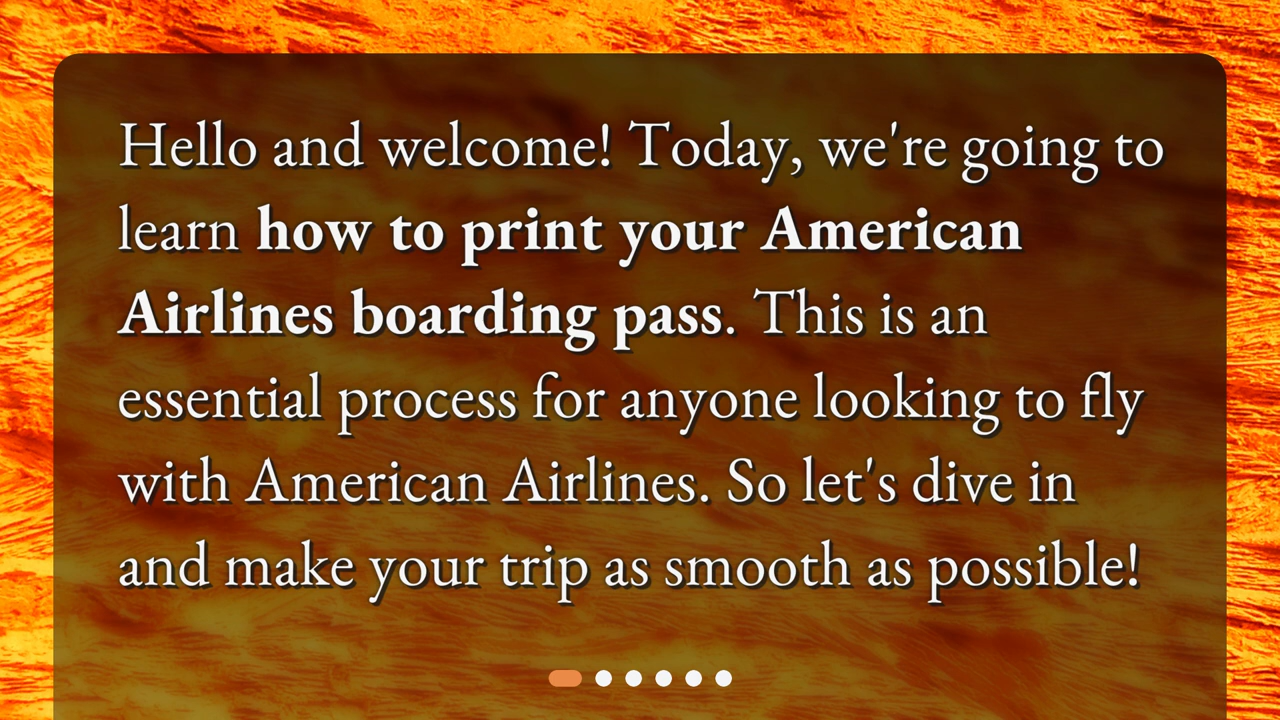 Hello and welcome! Today, we're going to
learn how to print your American
Airlines boarding pass. This is an
essential process for anyone looking to fly
with American Airlines. So let's dive in
and make your trip as smooth as possible!